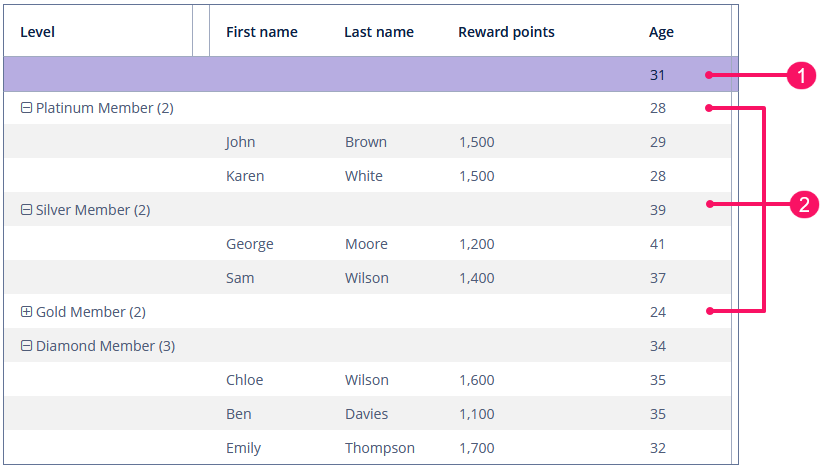 Level First name Last name Reward points Age
31 1
Platinum Member (2) 28
John Brown 1,500 29
Karen White 1,500 28
Silver Member (2) 39 2
George Moore 1,200 41
Sam Wilson 1,400 37
Gold Member (2) 24
Diamond Member (3) 34
Chloe Wilson 1,600 35
Ben Davies 1,100 35
Emily Thompson 1,700 32